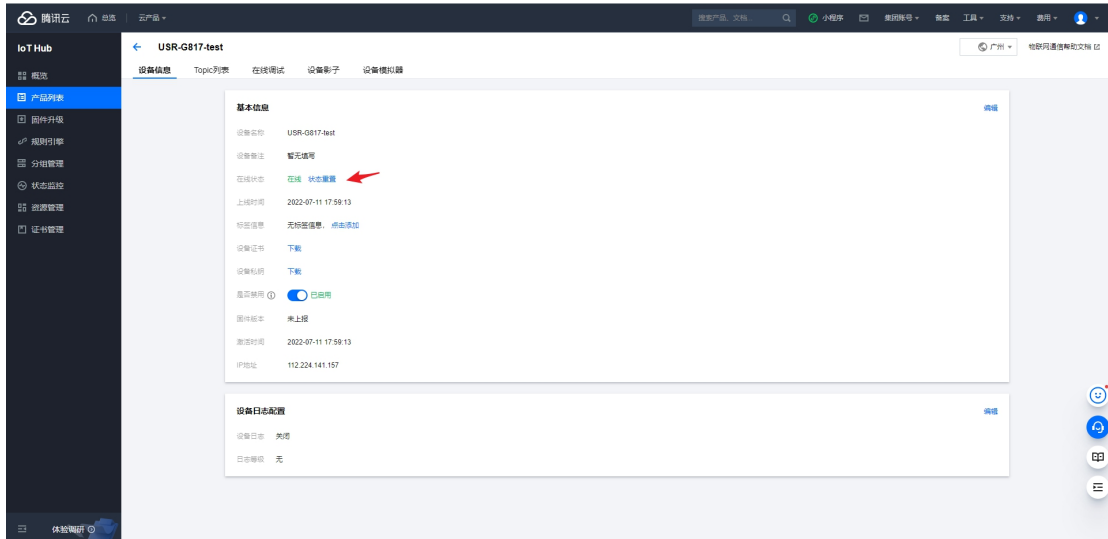 腾讯云 总览 云产品 搜索产品、文档... 小程序 集团账号 备案 工具 支持 费用
IoT Hub
USR-G817-test 广州 物联网通信帮助文档
设备信息 Topic列表 在线调试 设备影子 设备模拟器
概览
产品列表
固件升级
规则引擎
分组管理
状态监控
资源管理
证书管理
基本信息 编辑
设备名称 USR-G817-test
设备备注 暂无填写
在线状态 在线 状态重置
上线时间 2022-07-11 17:59:13
标签信息 无标签信息, 点击添加
设备证书 下载
设备私钥 下载
是否禁用 已启用
固件版本 未上报
激活时间 2022-07-11 17:59:13
IP地址 112.224.141.157
设备日志配置 编辑
设备日志 关闭
日志等级 无
体验调研